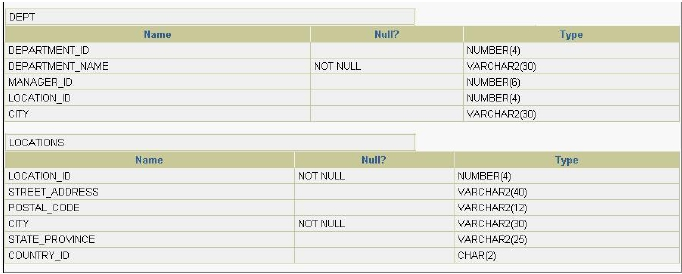 DEPT
Name Null? Type
DEPARTMENT_ID NUMBER(4)
DEPARTMENT_NAME NOT NULL VARCHAR2(30)
MANAGER_ID NUMBER(6)
LOCATION_ID NUMBER(4)
CITY VARCHAR2(30)
LOCATIONS
Name Null? Type
LOCATION_ID NOT NULL NUMBER(4)
STREET_ADDRESS VARCHAR2(40)
POSTAL_CODE VARCHAR2(12)
CITY NOT NULL VARCHAR2(30)
STATE_PROVINCE VARCHAR2(25)
COUNTRY_ID CHAR(2)